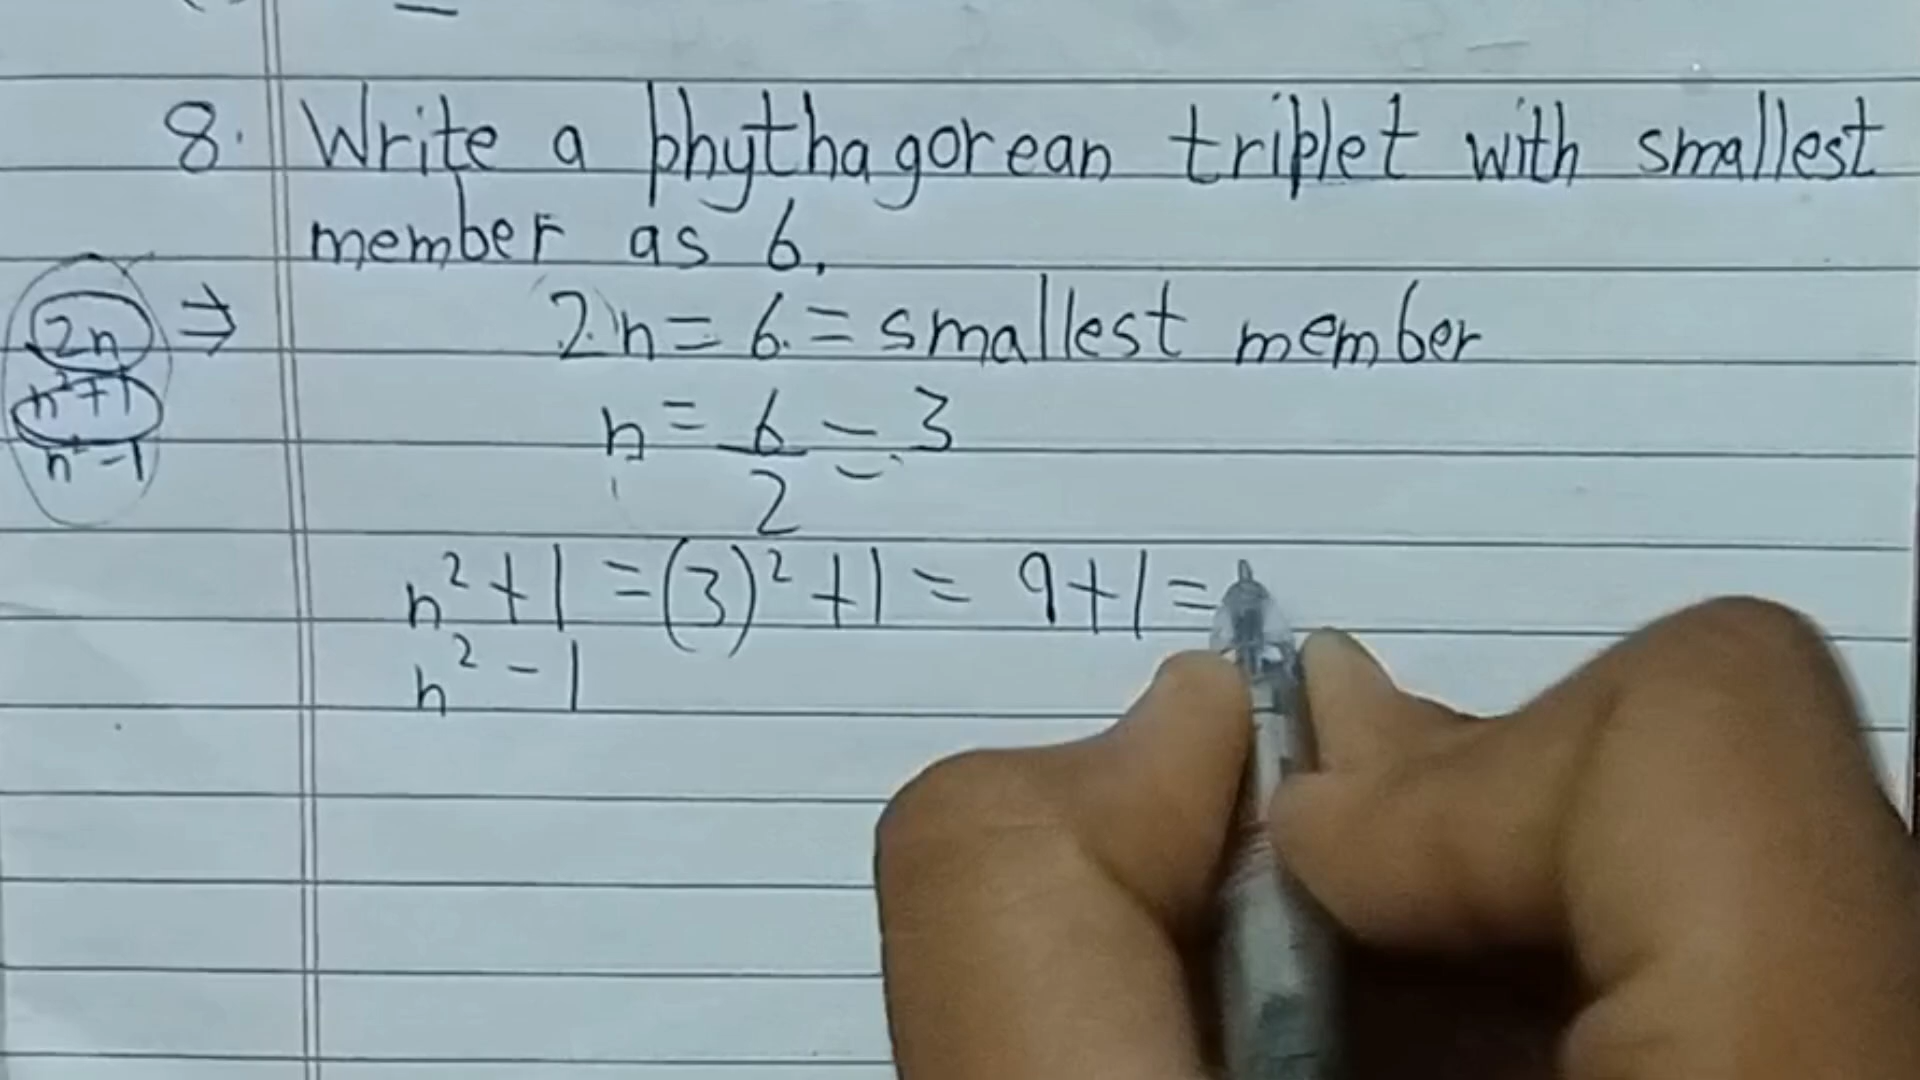 8. Write a phythagorean triplet with smallest
member as 6.
2n ⇒ 2n = 6 = smallest member
n²+1
n = 6/2 = 3
n²-1
n²+1 = (3)²+1 = 9+1 =
n²-1